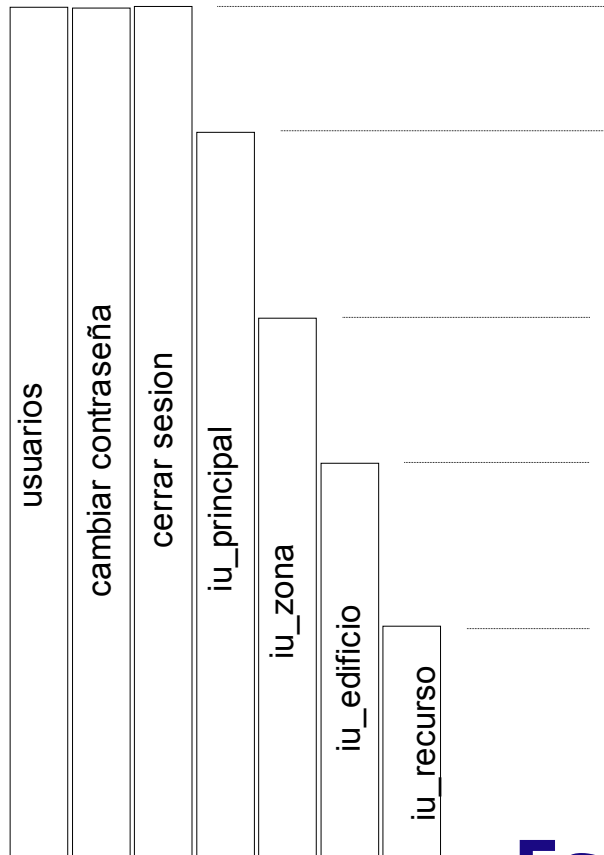 usuarios
cambiar contraseña
cerrar sesion
iu_principal
iu_zona
iu_edificio
iu_recurso